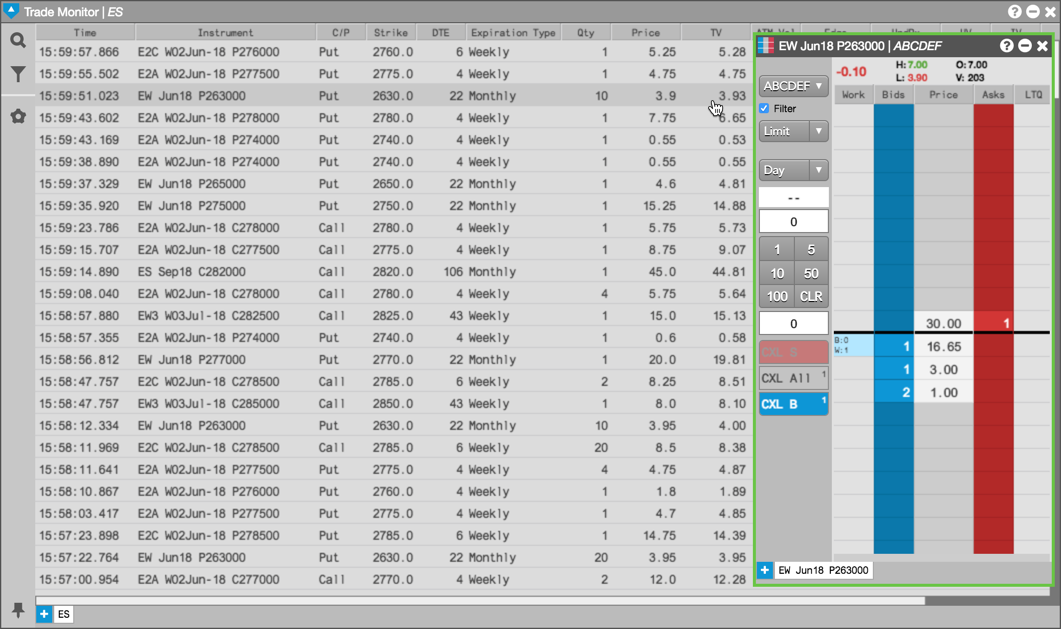 Trade Monitor | ES
Time Instrument C/P Strike DTE Expiration Type Qty Price TV
15:59:57.866 E2C W02Jun-18 P276000 Put 2760.0 6 Weekly 1 5.25 5.28
15:59:55.502 E2A W02Jun-18 P277500 Put 2775.0 4 Weekly 1 4.75 4.75
15:59:51.023 EW Jun18 P263000 Put 2630.0 22 Monthly 10 3.9 3.93
15:59:43.602 E2A W02Jun-18 P278000 Put 2780.0 4 Weekly 1 7.75 6.65
15:59:43.169 E2A W02Jun-18 P274000 Put 2740.0 4 Weekly 1 0.55 0.53
15:59:38.890 E2A W02Jun-18 P274000 Put 2740.0 4 Weekly 1 0.55 0.55
15:59:37.329 EW Jun18 P265000 Put 2650.0 22 Monthly 1 4.6 4.81
15:59:35.920 EW Jun18 P275000 Put 2750.0 22 Monthly 1 15.25 14.88
15:59:23.786 E2A W02Jun-18 C278000 Call 2780.0 4 Weekly 1 5.75 5.73
15:59:15.707 E2A W02Jun-18 C277500 Call 2775.0 4 Weekly 1 8.75 9.07
15:59:14.890 ES Sep18 C282000 Call 2820.0 106 Monthly 1 45.0 44.81
15:59:08.040 E2A W02Jun-18 C278000 Call 2780.0 4 Weekly 4 5.75 5.64
15:58:57.880 EW3 W03Jul-18 C282500 Call 2825.0 43 Weekly 1 15.0 15.13
15:58:57.355 E2A W02Jun-18 P274000 Put 2740.0 4 Weekly 1 0.6 0.58
15:58:56.812 EW Jun18 P277000 Put 2770.0 22 Monthly 1 20.0 19.81
15:58:47.757 E2C W02Jun-18 C278500 Call 2785.0 6 Weekly 2 8.25 8.51
15:58:47.757 EW3 W03Jul-18 C285000 Call 2850.0 43 Weekly 1 8.0 8.10
15:58:12.334 EW Jun18 P263000 Put 2630.0 22 Monthly 10 3.95 4.00
15:58:11.969 E2C W02Jun-18 C278500 Call 2785.0 6 Weekly 20 8.5 8.38
15:58:11.641 E2A W02Jun-18 P277500 Put 2775.0 4 Weekly 4 4.75 4.87
15:58:10.867 E2A W02Jun-18 P276000 Put 2760.0 4 Weekly 1 1.8 1.89
15:58:03.417 E2A W02Jun-18 P277500 Put 2775.0 4 Weekly 1 4.7 4.85
15:57:23.898 E2C W02Jun-18 P278500 Put 2785.0 6 Weekly 1 14.75 14.39
15:57:22.764 EW Jun18 P263000 Put 2630.0 22 Monthly 20 3.95 3.95
15:57:00.954 E2A W02Jun-18 C277000 Call 2770.0 4 Weekly 2 12.0 12.28
ES
EW Jun18 P263000 | ABCDEF
-0.10 H: 7.00 O: 7.00
L: 3.90 V: 203
ABCDEF
Filter
Limit
Day
--
0
1 5
10 50
100 CLR
0
CXL All 1
CXL B 1
Work Bids Price Asks LTQ
30.00 1
B:0
W:1
1 16.65
1 3.00
2 1.00
EW Jun18 P263000